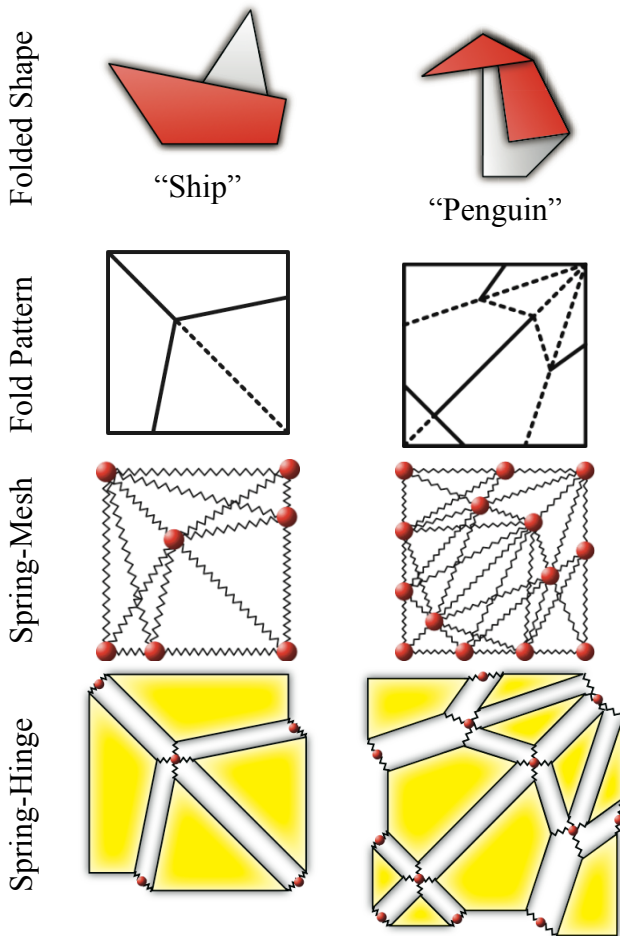 Folded Shape
“Ship”
“Penguin”
Fold Pattern
Spring-Mesh
Spring-Hinge